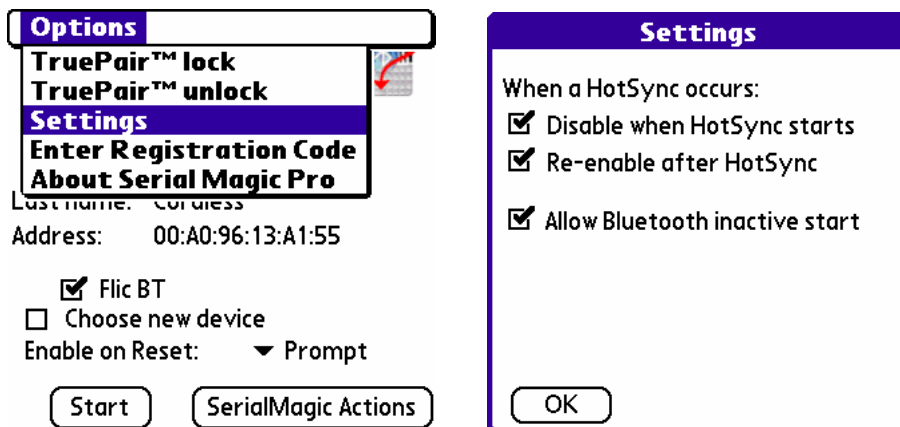 Options
TruePair™ lock
TruePair™ unlock
Settings
Enter Registration Code
About Serial Magic Pro
Last name: Cordless
Address: 00:A0:96:13:A1:55
Flic BT
Choose new device
Enable on Reset: Prompt
Start SerialMagic Actions
Settings
When a HotSync occurs:
Disable when HotSync starts
Re-enable after HotSync
Allow Bluetooth inactive start
OK